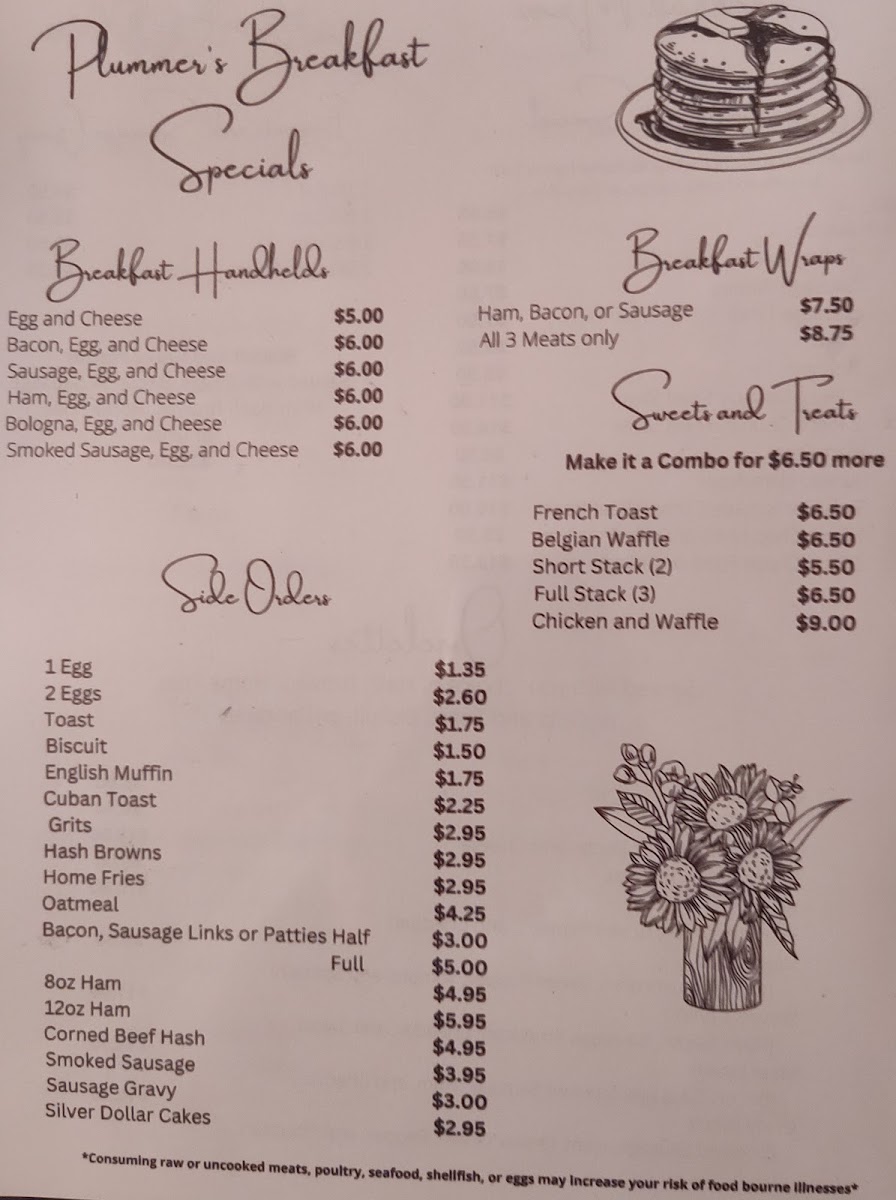 Plummer's Breakfast
Specials
Breakfast Handhelds
Egg and Cheese $5.00
Bacon, Egg, and Cheese $6.00
Sausage, Egg, and Cheese $6.00
Ham, Egg, and Cheese $6.00
Bologna, Egg, and Cheese $6.00
Smoked Sausage, Egg, and Cheese $6.00
Breakfast Wraps
Ham, Bacon, or Sausage $7.50
All 3 Meats only $8.75
Sweets and Treats
Make it a Combo for $6.50 more
French Toast $6.50
Belgian Waffle $6.50
Short Stack (2) $5.50
Full Stack (3) $6.50
Chicken and Waffle $9.00
Side Orders
1 Egg $1.35
2 Eggs $2.60
Toast $1.75
Biscuit $1.50
English Muffin $1.75
Cuban Toast $2.25
Grits $2.95
Hash Browns $2.95
Home Fries $2.95
Oatmeal $4.25
Bacon, Sausage Links or Patties Half $3.00
Full $5.00
8oz Ham $4.95
12oz Ham $5.95
Corned Beef Hash $4.95
Smoked Sausage $3.95
Sausage Gravy $3.00
Silver Dollar Cakes $2.95
*Consuming raw or uncooked meats, poultry, seafood, shellfish, or eggs may increase your risk of food bourne illnesses*